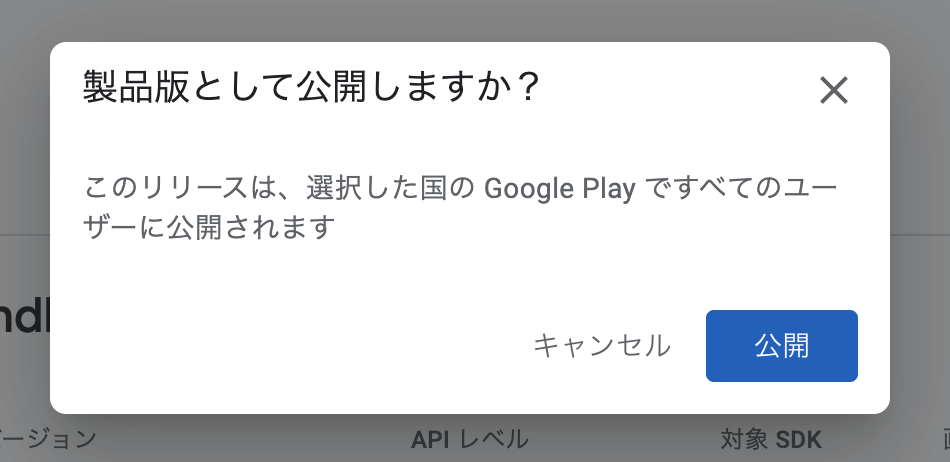 製品版として公開しますか？
このリリースは、選択した国の Google Play ですべてのユー
ザーに公開されます
キャンセル
公開
API レベル
対象 SDK